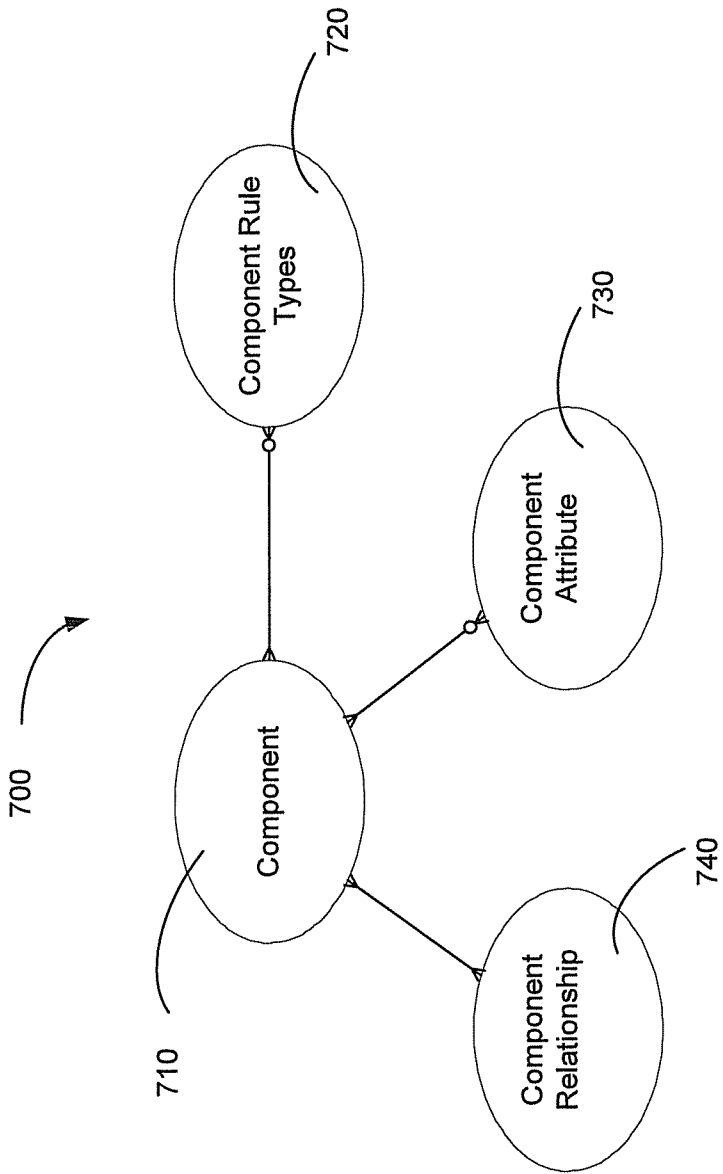 700
710
Component
Component Rule
Types
720
Component
Relationship
Component
Attribute
730
740